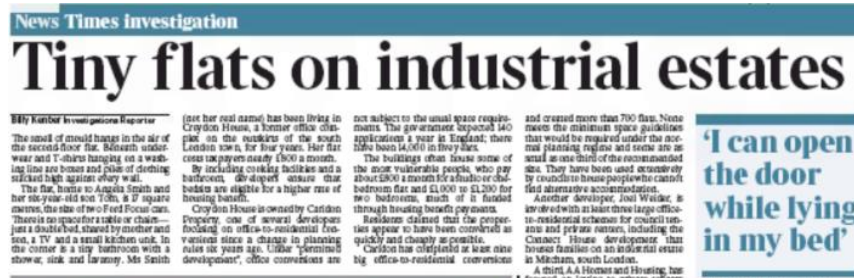 News Times investigation
Tiny flats on industrial estates
Billy Kenber Investigations Reporter
The smell of mould hangs in the air of
the second-floor flat. Beneath under-
wear and T-shirts hanging on a wash-
ing line are boxes and piles of clothing
stacked high against every wall.
The flat, home to Angela Smith and
her six-year-old son Tom, is 17 square
metres, the size of two Ford Focus cars.
There is no space for a table or chairs —
just a double bed, shared by mother and
son, a TV and a small kitchen unit. In
the corner is a tiny bathroom with a
shower, sink and lavatory. Ms Smith
(not her real name) has been living in
Croydon House, a former office com-
plex on the outskirts of the south
London town, for four years. Her flat
costs taxpayers nearly £800 a month.
By including cooking facilities and a
bathroom, developers ensure that
bedsits are eligible for a higher rate of
housing benefit.
Croydon House is owned by Caridon
Property, one of several developers
focusing on office-to-residential con-
versions since a change in planning
rules six years ago. Under "permitted
development", office conversions are
not subject to the usual space require-
ments. The government expected 140
applications a year in England; there
have been 14,000 in five years.
The buildings often house some of
the most vulnerable people, who pay
about £800 a month for a studio or one-
bedroom flat and £1,000 to £1,200 for
two bedrooms, much of it funded
through housing benefit payments.
Residents claimed that the proper-
ties appear to have been converted as
quickly and cheaply as possible.
Caridon has completed at least nine
big office-to-residential conversions
and created more than 700 flats. None
meets the minimum space guidelines
that would be required under the nor-
mal planning regime and some are as
small as one third of the recommended
size. They have been used extensively
by councils to house people who cannot
find alternative accommodation.
Another developer, Joel Weider, is
involved with at least three large office-
to-residential schemes for council ten-
ants and private renters, including the
Connect House development that
houses families on an industrial estate
in Mitcham, south London.
A third, AA Homes and Housing, has
'I can open
the door
while lying
in my bed'